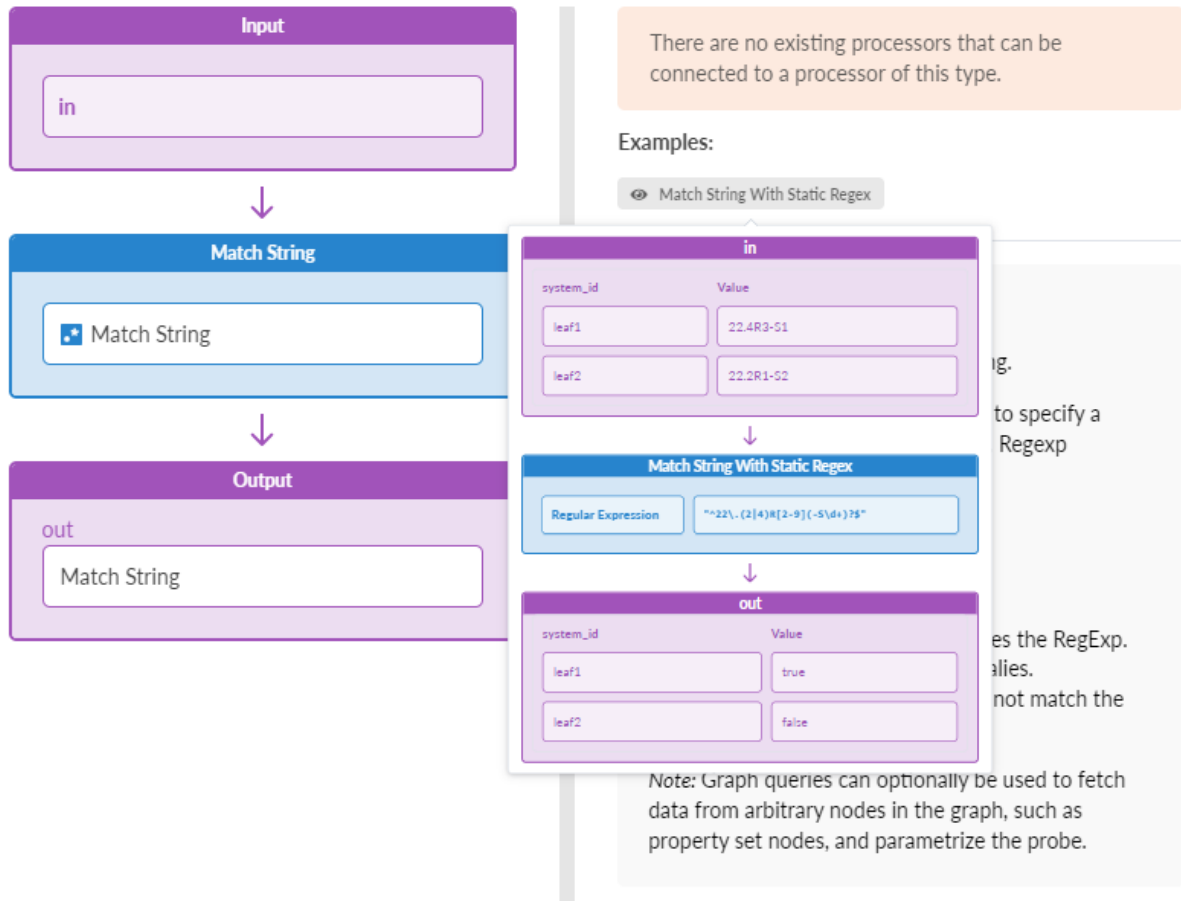 Input
in
Match String
Match String
Output
out
Match String
There are no existing processors that can be
connected to a processor of this type.
Examples:
Match String With Static Regex
in
system_id Value
leaf1 22.4R3-S1
leaf2 22.2R1-S2
Match String With Static Regex
Regular Expression "^22\.(2|4)R[2-9](-S\d+)?$"
out
system_id Value
leaf1 true
leaf2 false
to specify a
Regexp
the RegExp.
not match the
Note: Graph queries can optionally be used to fetch
data from arbitrary nodes in the graph, such as
property set nodes, and parametrize the probe.